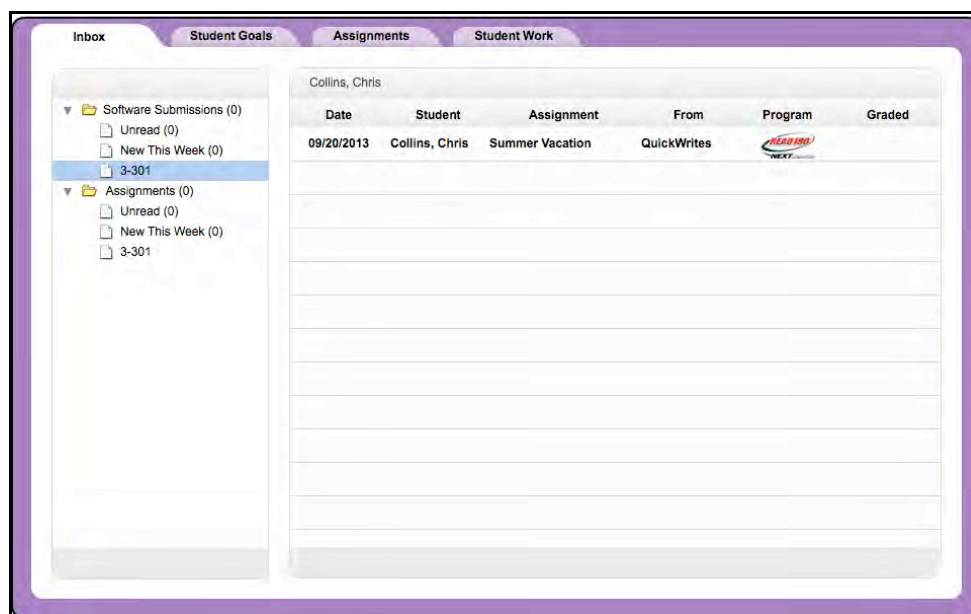 Inbox Student Goals Assignments Student Work
Collins, Chris
Software Submissions (0)
Unread (0)
New This Week (0)
3-301
Assignments (0)
Unread (0)
New This Week (0)
3-301
Date Student Assignment From Program Graded
09/20/2013 Collins, Chris Summer Vacation QuickWrites READ 180
NEXT